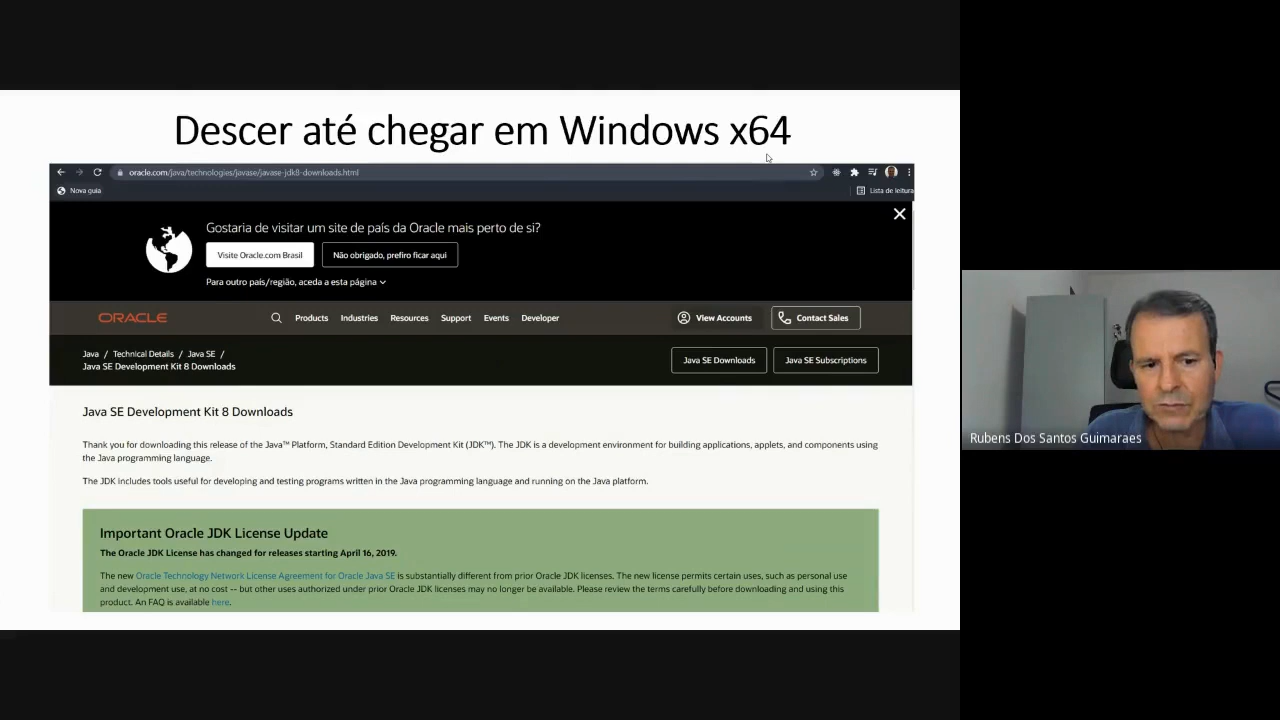 Descer até chegar em Windows x64
oracle.com/java/technologies/javase/javase-jdk8-downloads.html
Nova guia
Lista de leitura
Gostaria de visitar um site de país da Oracle mais perto de si?
Visite Oracle.com Brasil
Não obrigado, prefiro ficar aqui
Para outro país/região, aceda a esta página
ORACLE
Products
Industries
Resources
Support
Events
Developer
View Accounts
Contact Sales
Java / Technical Details / Java SE /
Java SE Development Kit 8 Downloads
Java SE Downloads
Java SE Subscriptions
Java SE Development Kit 8 Downloads
Thank you for downloading this release of the Java™ Platform, Standard Edition Development Kit (JDK™). The JDK is a development environment for building applications, applets, and components using
the Java programming language.
The JDK includes tools useful for developing and testing programs written in the Java programming language and running on the Java platform.
Important Oracle JDK License Update
The Oracle JDK License has changed for releases starting April 16, 2019.
The new Oracle Technology Network License Agreement for Oracle Java SE is substantially different from prior Oracle JDK licenses. The new license permits certain uses, such as personal use
and development use, at no cost -- but other uses authorized under prior Oracle JDK licenses may no longer be available. Please review the terms carefully before downloading and using this
product. An FAQ is available here.
Rubens Dos Santos Guimaraes